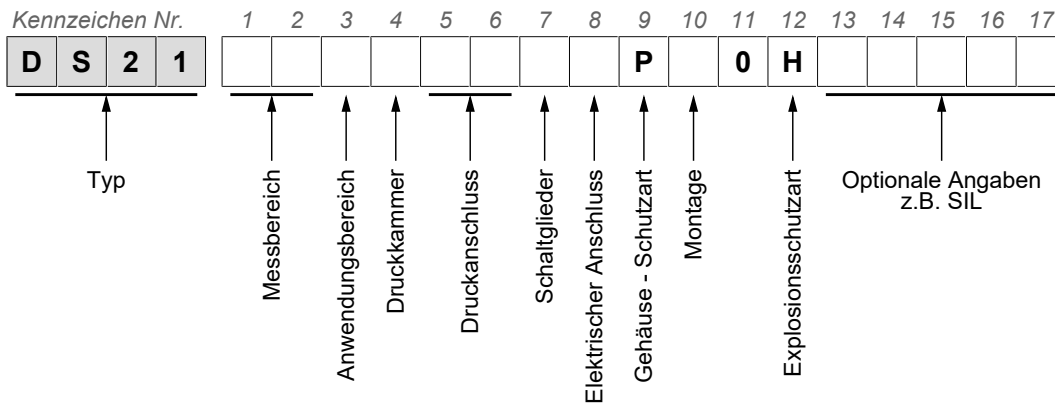 Kennzeichen Nr. 1 2 3 4 5 6 7 8 9 10 11 12 13 14 15 16 17
D S 2 1 P 0 H
Typ
Messbereich
Anwendungsbereich
Druckkammer
Druckanschluss
Schaltglieder
Elektrischer Anschluss
Gehäuse - Schutzart
Montage
Explosionsschutzart
Optionale Angaben
z.B. SIL